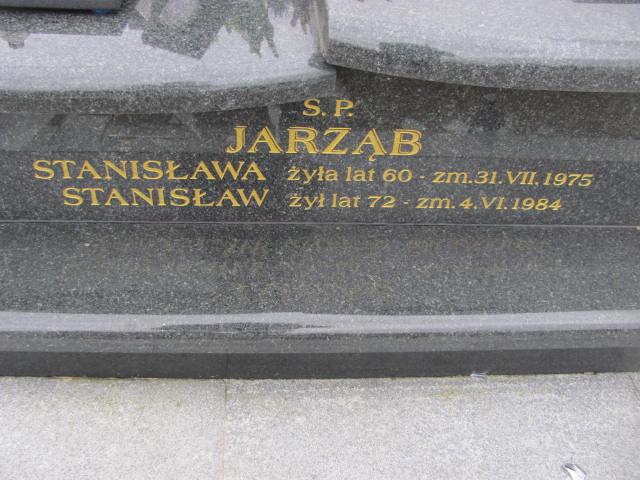 S.P.
JARZĄB
STANISŁAWA żyła lat 60 - zm. 31. VII. 1975
STANISŁAW żył lat 72 - zm. 4. VI. 1984